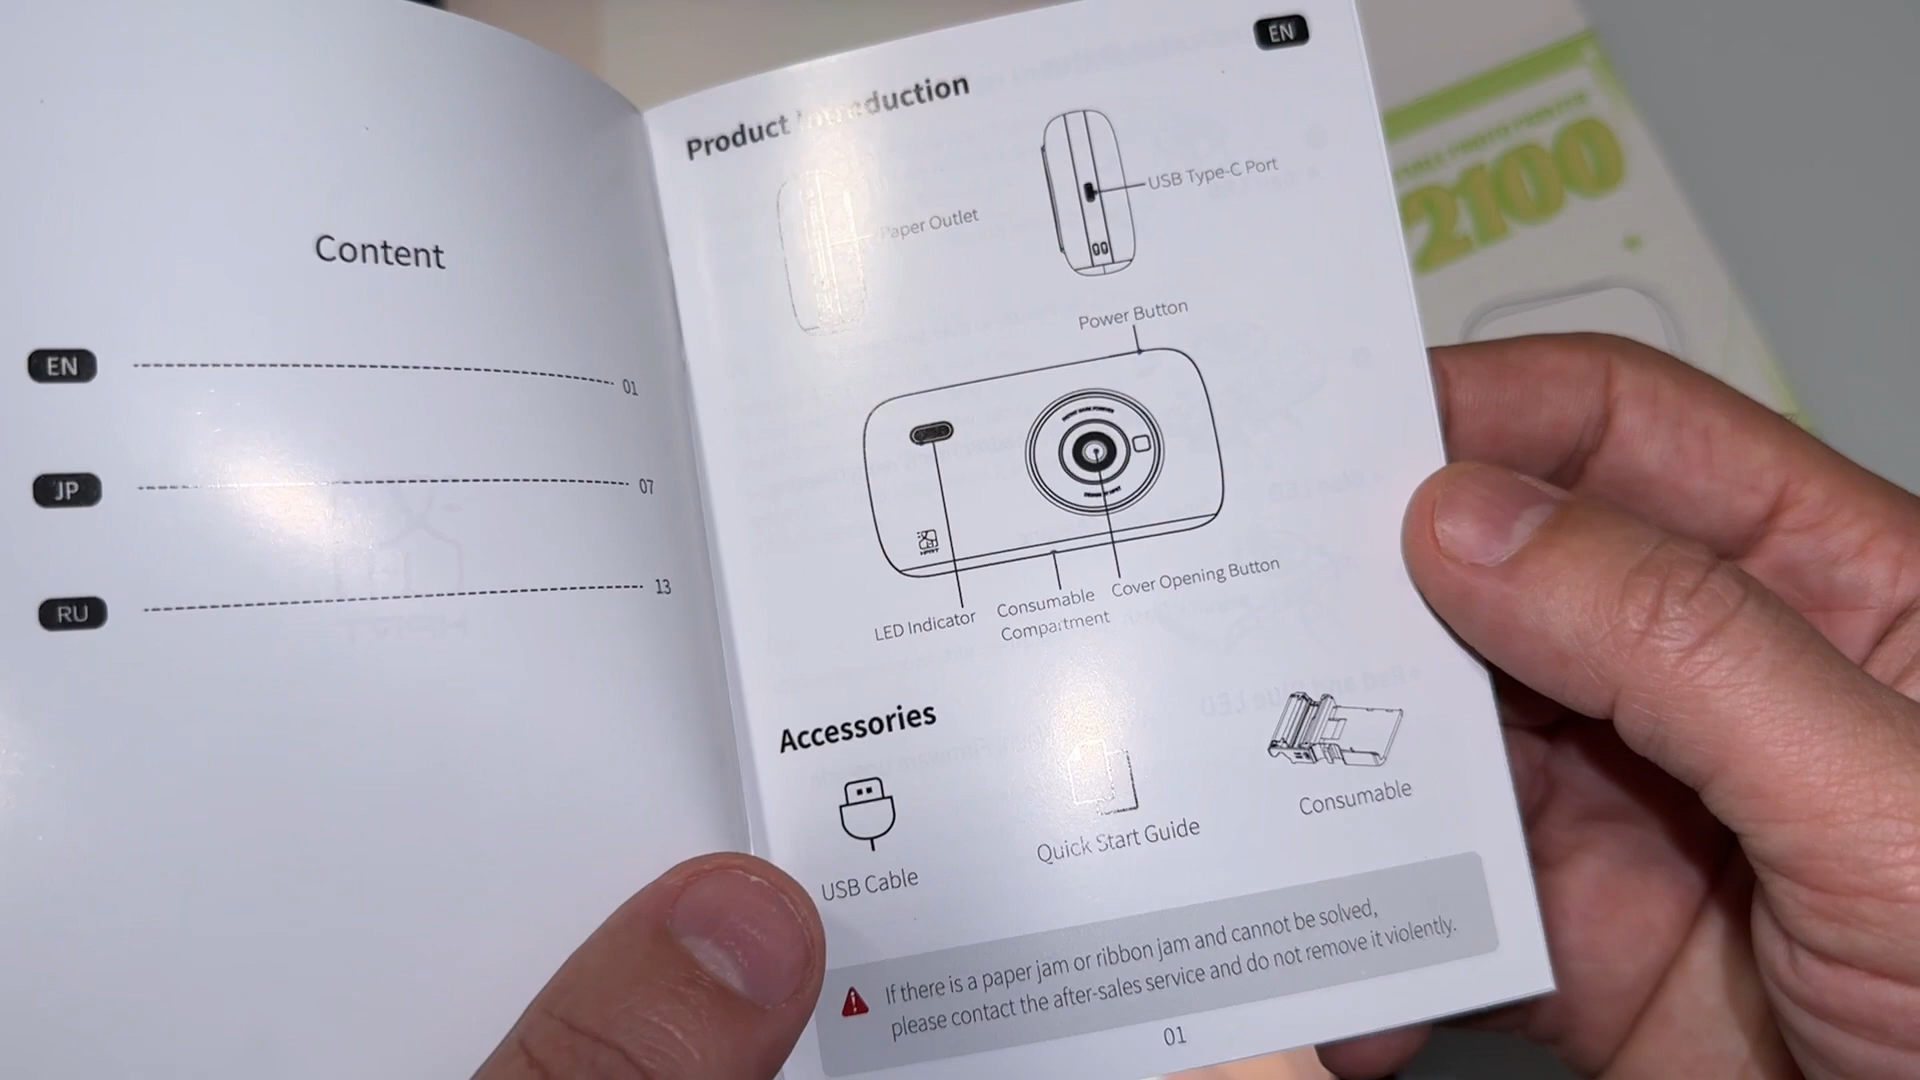 Content
EN 01
JP 07
RU 13
EN
Product Introduction
Paper Outlet
USB Type-C Port
Power Button
HPRT
LED Indicator
Consumable
Compartment
Cover Opening Button
Accessories
USB Cable
Quick Start Guide
Consumable
If there is a paper jam or ribbon jam and cannot be solved,
please contact the after-sales service and do not remove it violently.
01
PHOTO PRINTER
2100